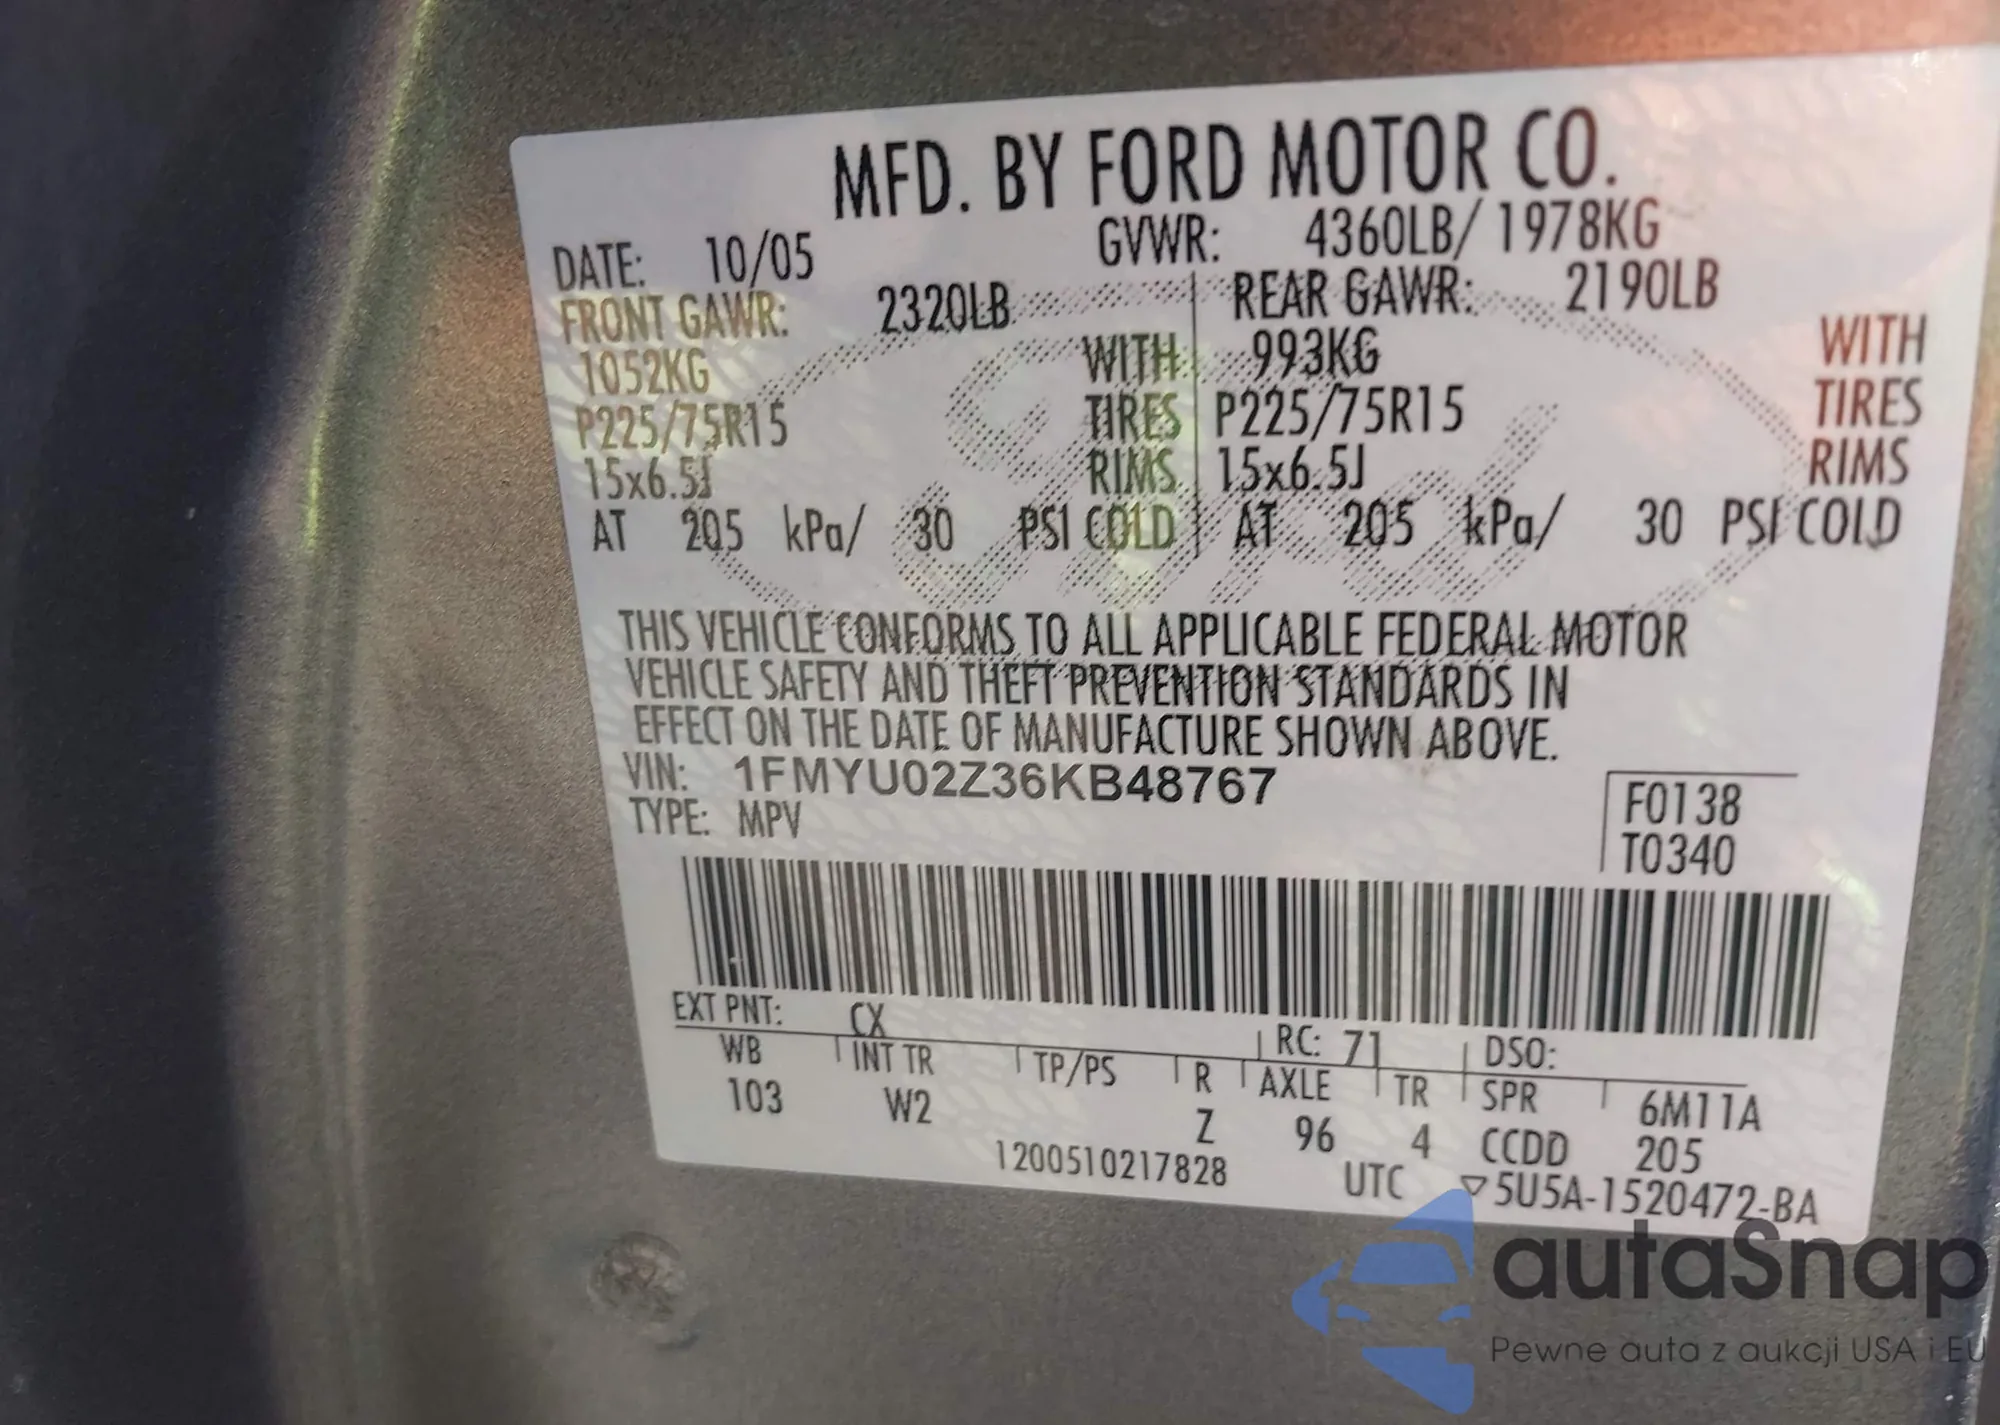 MFD. BY FORD MOTOR CO.
DATE: 10/05 GVWR: 4360LB/ 1978KG
FRONT GAWR: 2320LB REAR GAWR: 2190LB
1052KG WITH 993KG WITH
P225/75R15 TIRES P225/75R15 TIRES
15x6.5J RIMS 15x6.5J RIMS
AT 205 kPa/ 30 PSI COLD AT 205 kPa/ 30 PSI COLD
THIS VEHICLE CONFORMS TO ALL APPLICABLE FEDERAL MOTOR
VEHICLE SAFETY AND THEFT PREVENTION STANDARDS IN
EFFECT ON THE DATE OF MANUFACTURE SHOWN ABOVE.
VIN: 1FMYU02Z36KB48767
TYPE: MPV
F0138
T0340
EXT PNT: CX RC: 71 DSO:
WB INT TR TP/PS R AXLE TR SPR 6M11A
103 W2 Z 96 4 CCDD 205
1200510217828 UTC ▽5U5A-1520472-BA
autaSnap
Pewne auta z aukcji USA i EU